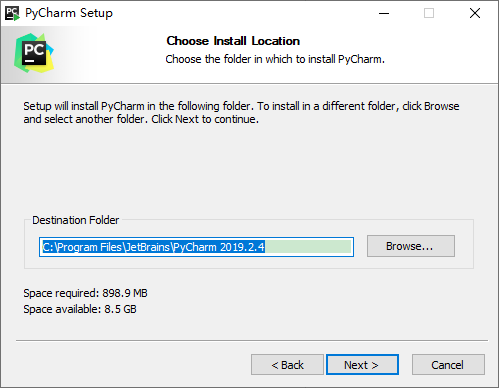 PyCharm Setup
PC
Choose Install Location
Choose the folder in which to install PyCharm.
Setup will install PyCharm in the following folder. To install in a different folder, click Browse
and select another folder. Click Next to continue.
Destination Folder
C:\Program Files\JetBrains\PyCharm 2019.2.4
Browse...
Space required: 898.9 MB
Space available: 8.5 GB
< Back
Next >
Cancel